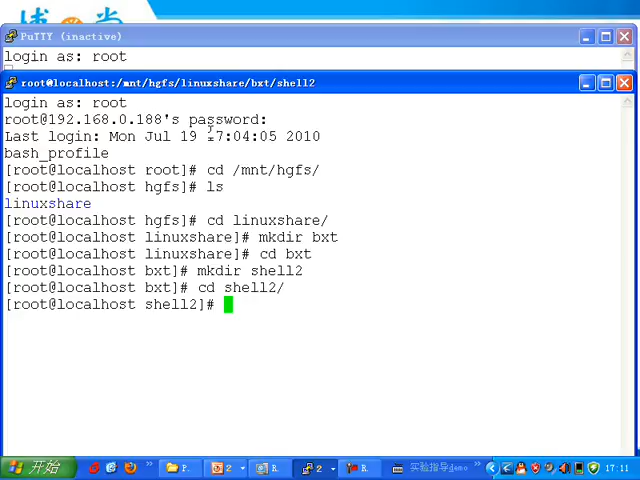 PuTTY (inactive)
login as: root
root@localhost:/mnt/hgfs/linuxshare/bxt/shell2
login as: root
root@192.168.0.188's password:
Last login: Mon Jul 19 17:04:05 2010
bash_profile
[root@localhost root]# cd /mnt/hgfs/
[root@localhost hgfs]# ls
linuxshare
[root@localhost hgfs]# cd linuxshare/
[root@localhost linuxshare]# mkdir bxt
[root@localhost linuxshare]# cd bxt
[root@localhost bxt]# mkdir shell2
[root@localhost bxt]# cd shell2/
[root@localhost shell2]#
开始 P. 2 R. 2 R. 实验指导demo 17:11